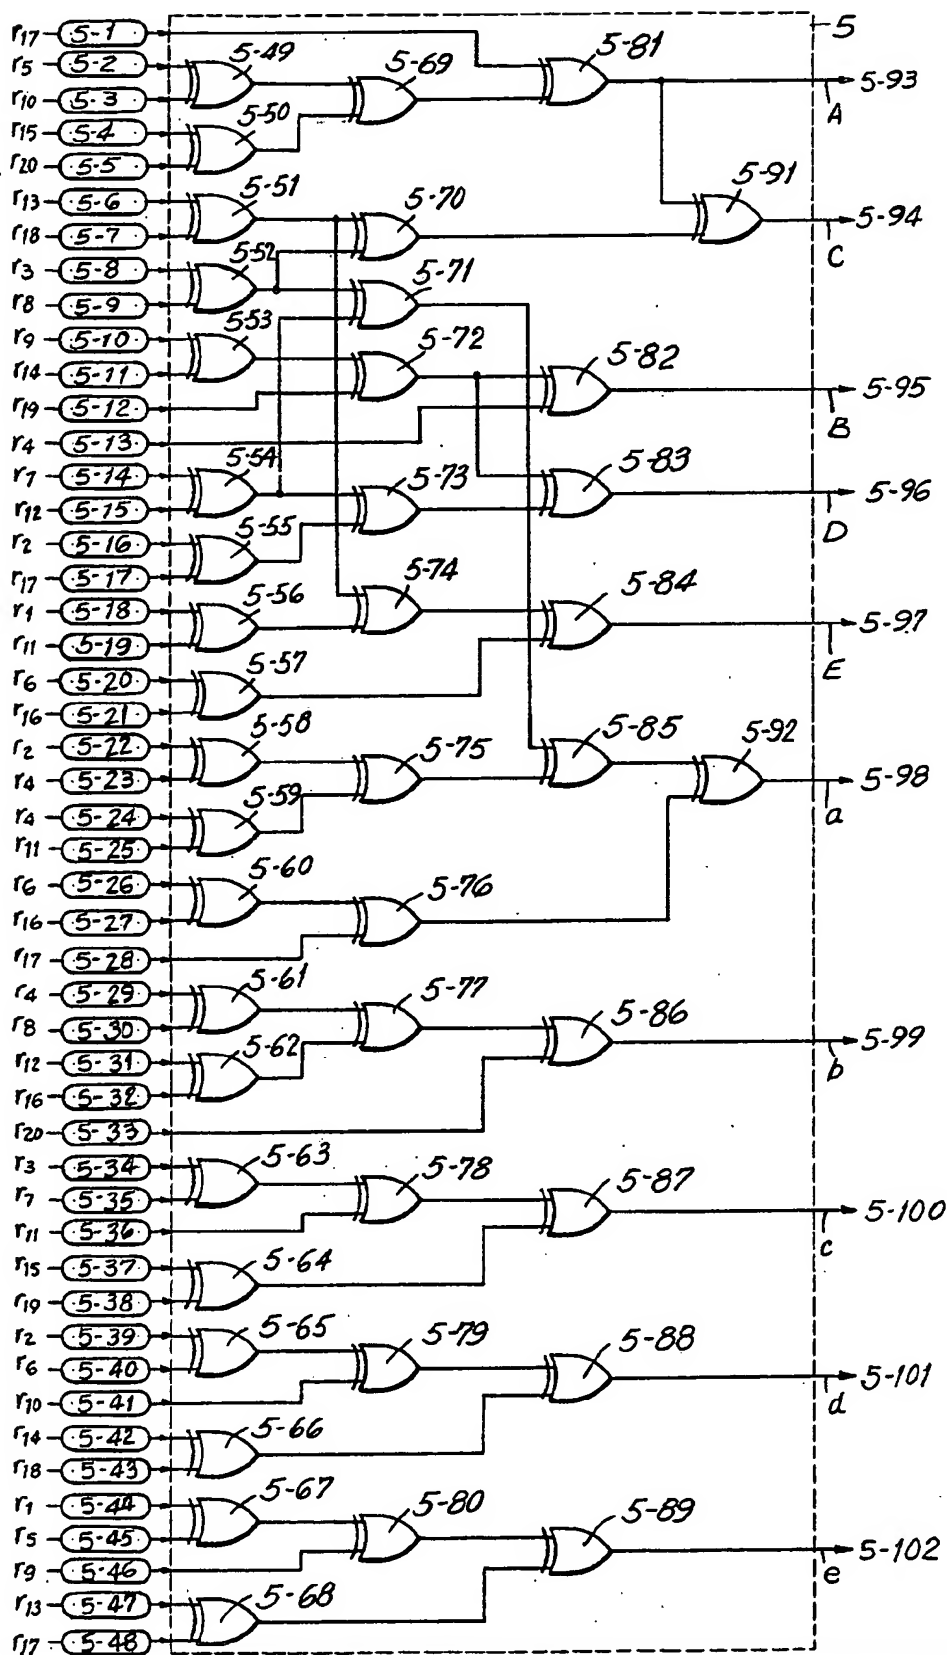 r17 5-1 5
r5 5-2 5-49 5-69 5-81 5-93
r10 5-3 A
r15 5-4 5-50
r20 5-5
r13 5-6 5-51 5-70 5-91 5-94
r18 5-7 C
r3 5-8 5-52 5-71
r8 5-9
r9 5-10 5-53 5-72 5-82
r14 5-11 5-95
r19 5-12 B
r4 5-13
r7 5-14 5-54 5-73 5-83 5-96
r12 5-15 D
r2 5-16 5-55
r17 5-17
r1 5-18 5-56 5-74 5-84 5-97
r11 5-19 E
r6 5-20 5-57
r16 5-21
r2 5-22 5-58 5-75 5-85 5-92 5-98
r4 5-23 a
r4 5-24 5-59
r11 5-25
r6 5-26 5-60 5-76
r16 5-27
r17 5-28
r4 5-29 5-61 5-77 5-86 5-99
r8 5-30 b
r12 5-31 5-62
r16 5-32
r20 5-33
r3 5-34 5-63 5-78 5-87
r7 5-35 5-100
r11 5-36 c
r15 5-37 5-64
r19 5-38
r2 5-39 5-65 5-79 5-88
r6 5-40 5-101
r10 5-41 d
r14 5-42 5-66
r18 5-43
r1 5-44 5-67 5-80 5-89
r5 5-45 5-102
r9 5-46 e
r13 5-47 5-68
r17 5-48